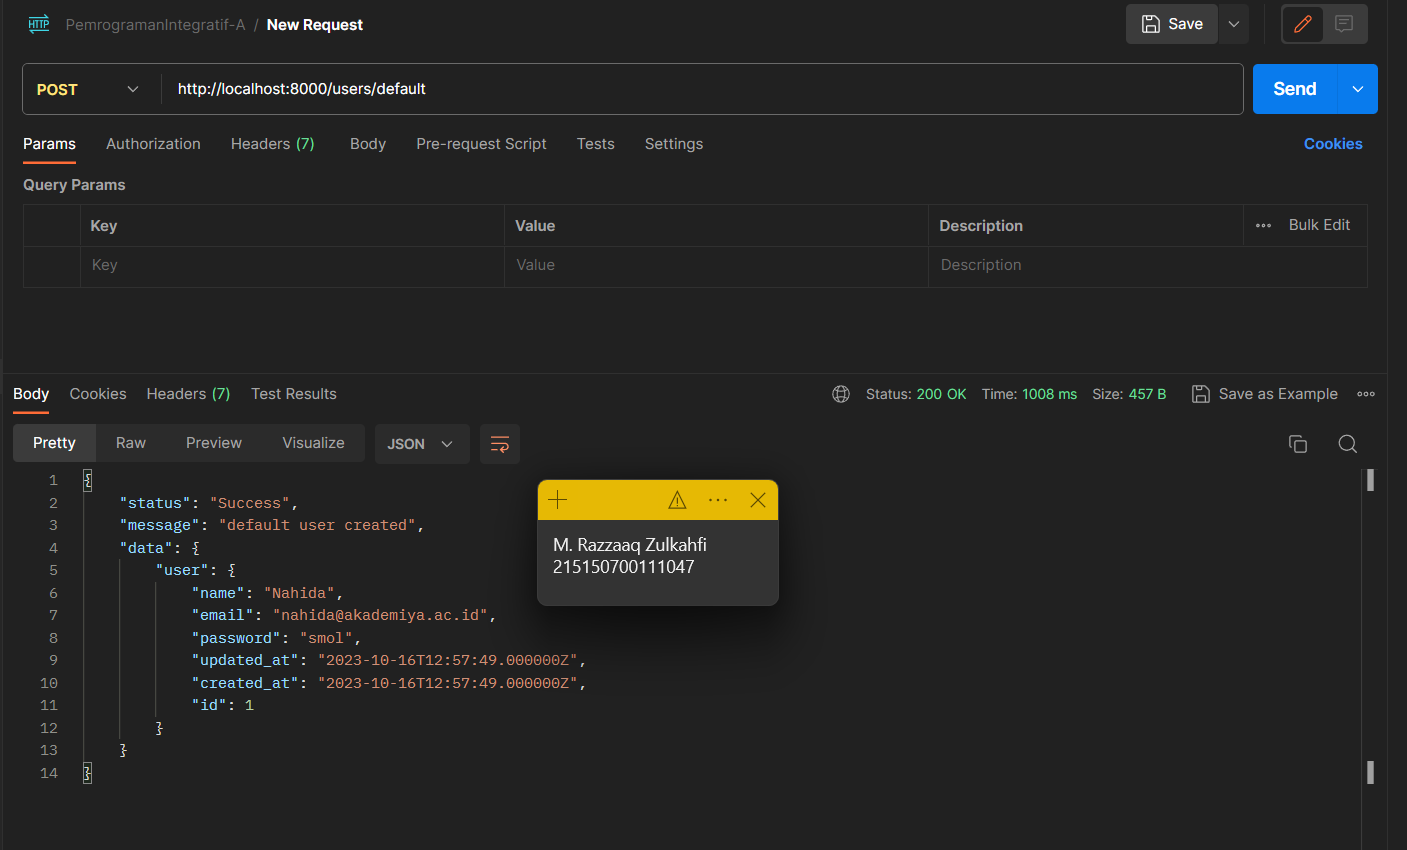 HTTP PemrogramanIntegratif-A / New Request
Save
POST http://localhost:8000/users/default
Send
Params Authorization Headers (7) Body Pre-request Script Tests Settings Cookies
Query Params
Key Value Description ••• Bulk Edit
Key Value Description
Body Cookies Headers (7) Test Results Status: 200 OK Time: 1008 ms Size: 457 B Save as Example
Pretty Raw Preview Visualize JSON
1 {
2 "status": "Success",
3 "message": "default user created",
4 "data": {
5 "user": {
6 "name": "Nahida",
7 "email": "nahida@akademiya.ac.id",
8 "password": "smol",
9 "updated_at": "2023-10-16T12:57:49.000000Z",
10 "created_at": "2023-10-16T12:57:49.000000Z",
11 "id": 1
12 }
13 }
14 }
M. Razzaaq Zulkahfi
215150700111047